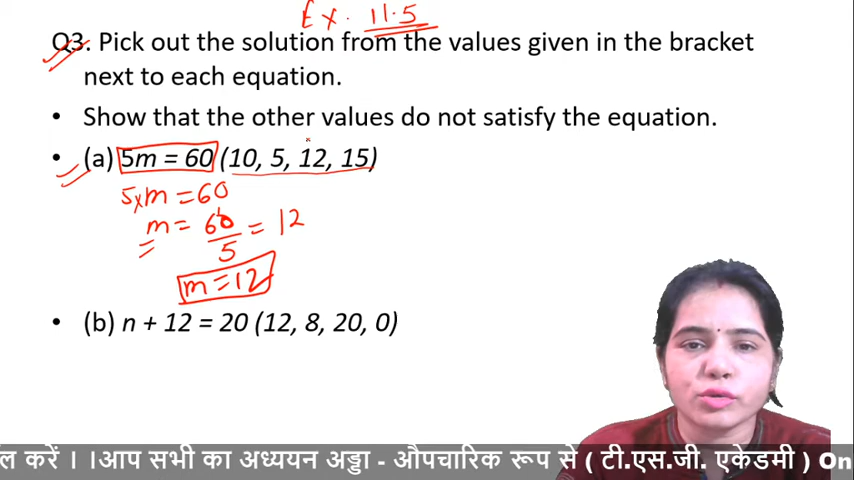 Ex. 11.5
Q3. Pick out the solution from the values given in the bracket
next to each equation.
• Show that the other values do not satisfy the equation.
• (a) 5m = 60 (10, 5, 12, 15)
5×m = 60
m = 60/5 = 12
m = 12
• (b) n + 12 = 20 (12, 8, 20, 0)
ल करें । ।आप सभी का अध्ययन अड्डा - औपचारिक रूप से ( टी.एस.जी. एकेडमी ) On